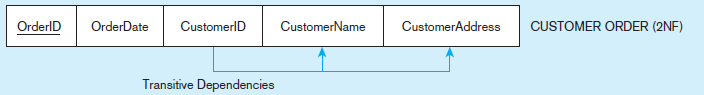 OrderID OrderDate CustomerID CustomerName CustomerAddress CUSTOMER ORDER (2NF)
Transitive Dependencies